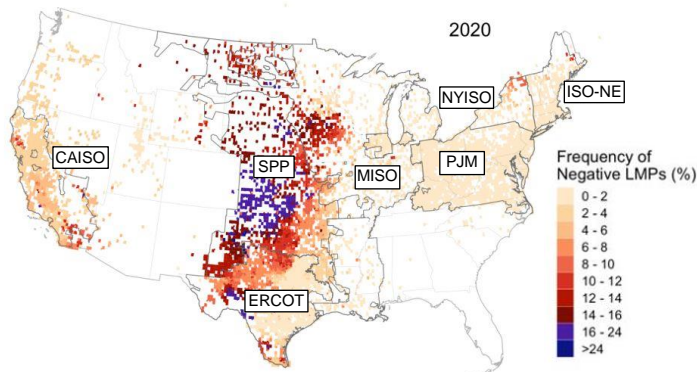 2020
NYISO
ISO-NE
CAISO
SPP
MISO
PJM
ERCOT
Frequency of
Negative LMPs (%)
0 - 2
2 - 4
4 - 6
6 - 8
8 - 10
10 - 12
12 - 14
14 - 16
16 - 24
>24